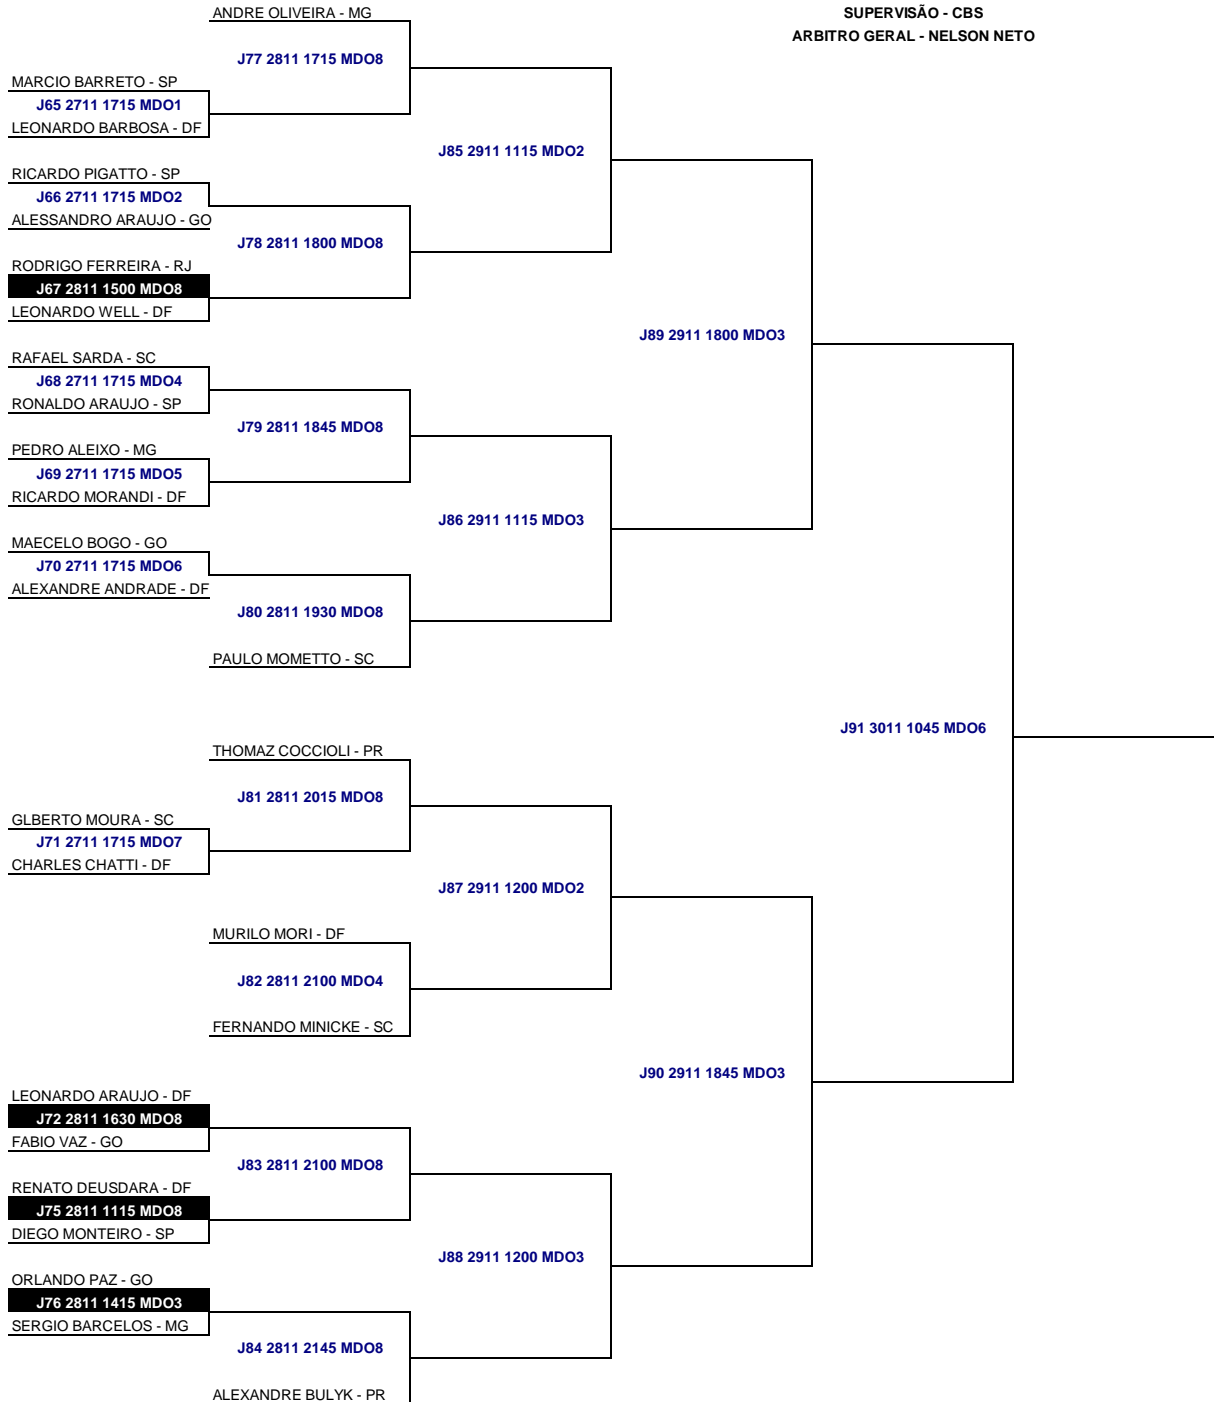 ANDRE OLIVEIRA - MG
SUPERVISÃO - CBS
ARBITRO GERAL - NELSON NETO
J77 2811 1715 MDO8
MARCIO BARRETO - SP
J65 2711 1715 MDO1
LEONARDO BARBOSA - DF
J85 2911 1115 MDO2
RICARDO PIGATTO - SP
J66 2711 1715 MDO2
ALESSANDRO ARAUJO - GO
J78 2811 1800 MDO8
RODRIGO FERREIRA - RJ
J67 2811 1500 MDO8
LEONARDO WELL - DF
J89 2911 1800 MDO3
RAFAEL SARDA - SC
J68 2711 1715 MDO4
RONALDO ARAUJO - SP
J79 2811 1845 MDO8
PEDRO ALEIXO - MG
J69 2711 1715 MDO5
RICARDO MORANDI - DF
J86 2911 1115 MDO3
MAECELO BOGO - GO
J70 2711 1715 MDO6
ALEXANDRE ANDRADE - DF
J80 2811 1930 MDO8
PAULO MOMETTO - SC
J91 3011 1045 MDO6
THOMAZ COCCIOLI - PR
J81 2811 2015 MDO8
GLBERTO MOURA - SC
J71 2711 1715 MDO7
CHARLES CHATTI - DF
J87 2911 1200 MDO2
MURILO MORI - DF
J82 2811 2100 MDO4
FERNANDO MINICKE - SC
J90 2911 1845 MDO3
LEONARDO ARAUJO - DF
J72 2811 1630 MDO8
FABIO VAZ - GO
J83 2811 2100 MDO8
RENATO DEUSDARA - DF
J75 2811 1115 MDO8
DIEGO MONTEIRO - SP
J88 2911 1200 MDO3
ORLANDO PAZ - GO
J76 2811 1415 MDO3
SERGIO BARCELOS - MG
J84 2811 2145 MDO8
ALEXANDRE BULYK - PR